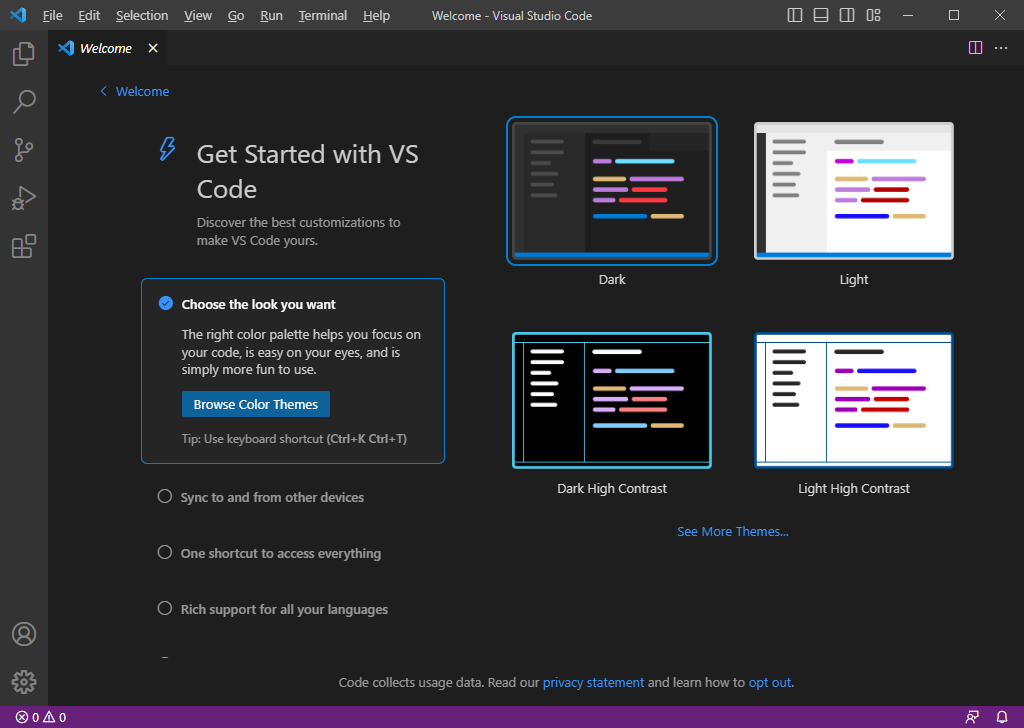 File Edit Selection View Go Run Terminal Help Welcome - Visual Studio Code
Welcome
Welcome
Get Started with VS
Code
Discover the best customizations to
make VS Code yours.
Choose the look you want
The right color palette helps you focus on
your code, is easy on your eyes, and is
simply more fun to use.
Browse Color Themes
Tip: Use keyboard shortcut (Ctrl+K Ctrl+T)
Sync to and from other devices
One shortcut to access everything
Rich support for all your languages
Dark
Light
Dark High Contrast
Light High Contrast
See More Themes...
Code collects usage data. Read our privacy statement and learn how to opt out.
0 0